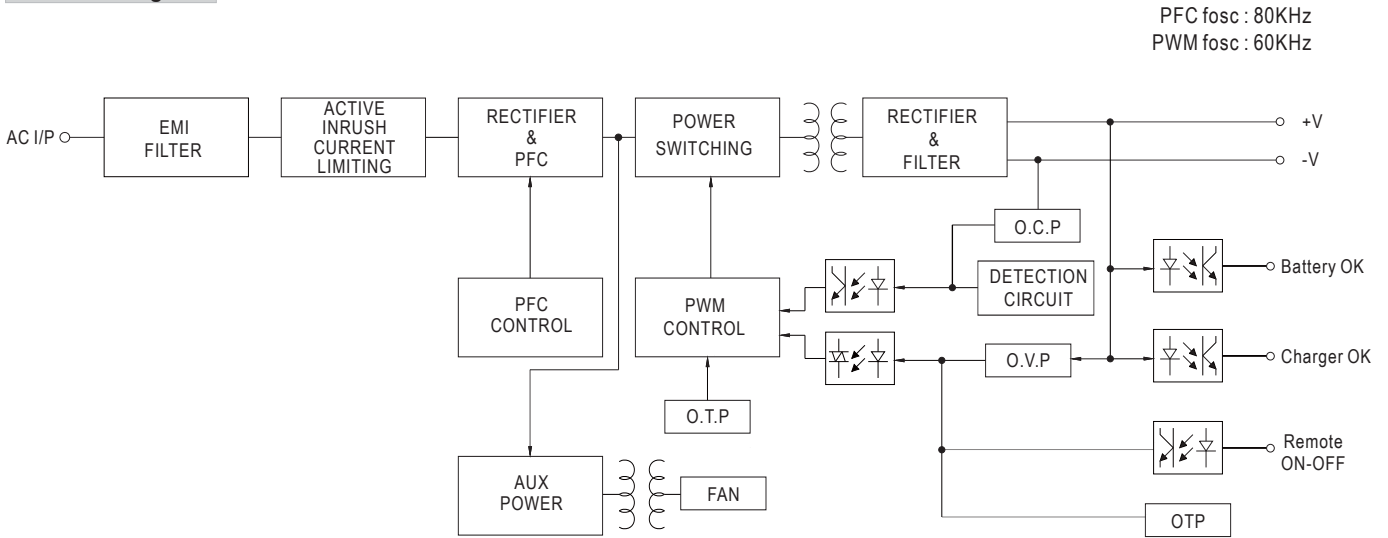 PFC fosc : 80KHz
PWM fosc : 60KHz
AC I/P
EMI
FILTER
ACTIVE
INRUSH
CURRENT
LIMITING
RECTIFIER
&
PFC
POWER
SWITCHING
RECTIFIER
&
FILTER
+V
-V
O.C.P
DETECTION
CIRCUIT
Battery OK
PFC
CONTROL
PWM
CONTROL
O.V.P
Charger OK
O.T.P
Remote
ON-OFF
AUX
POWER
FAN
OTP